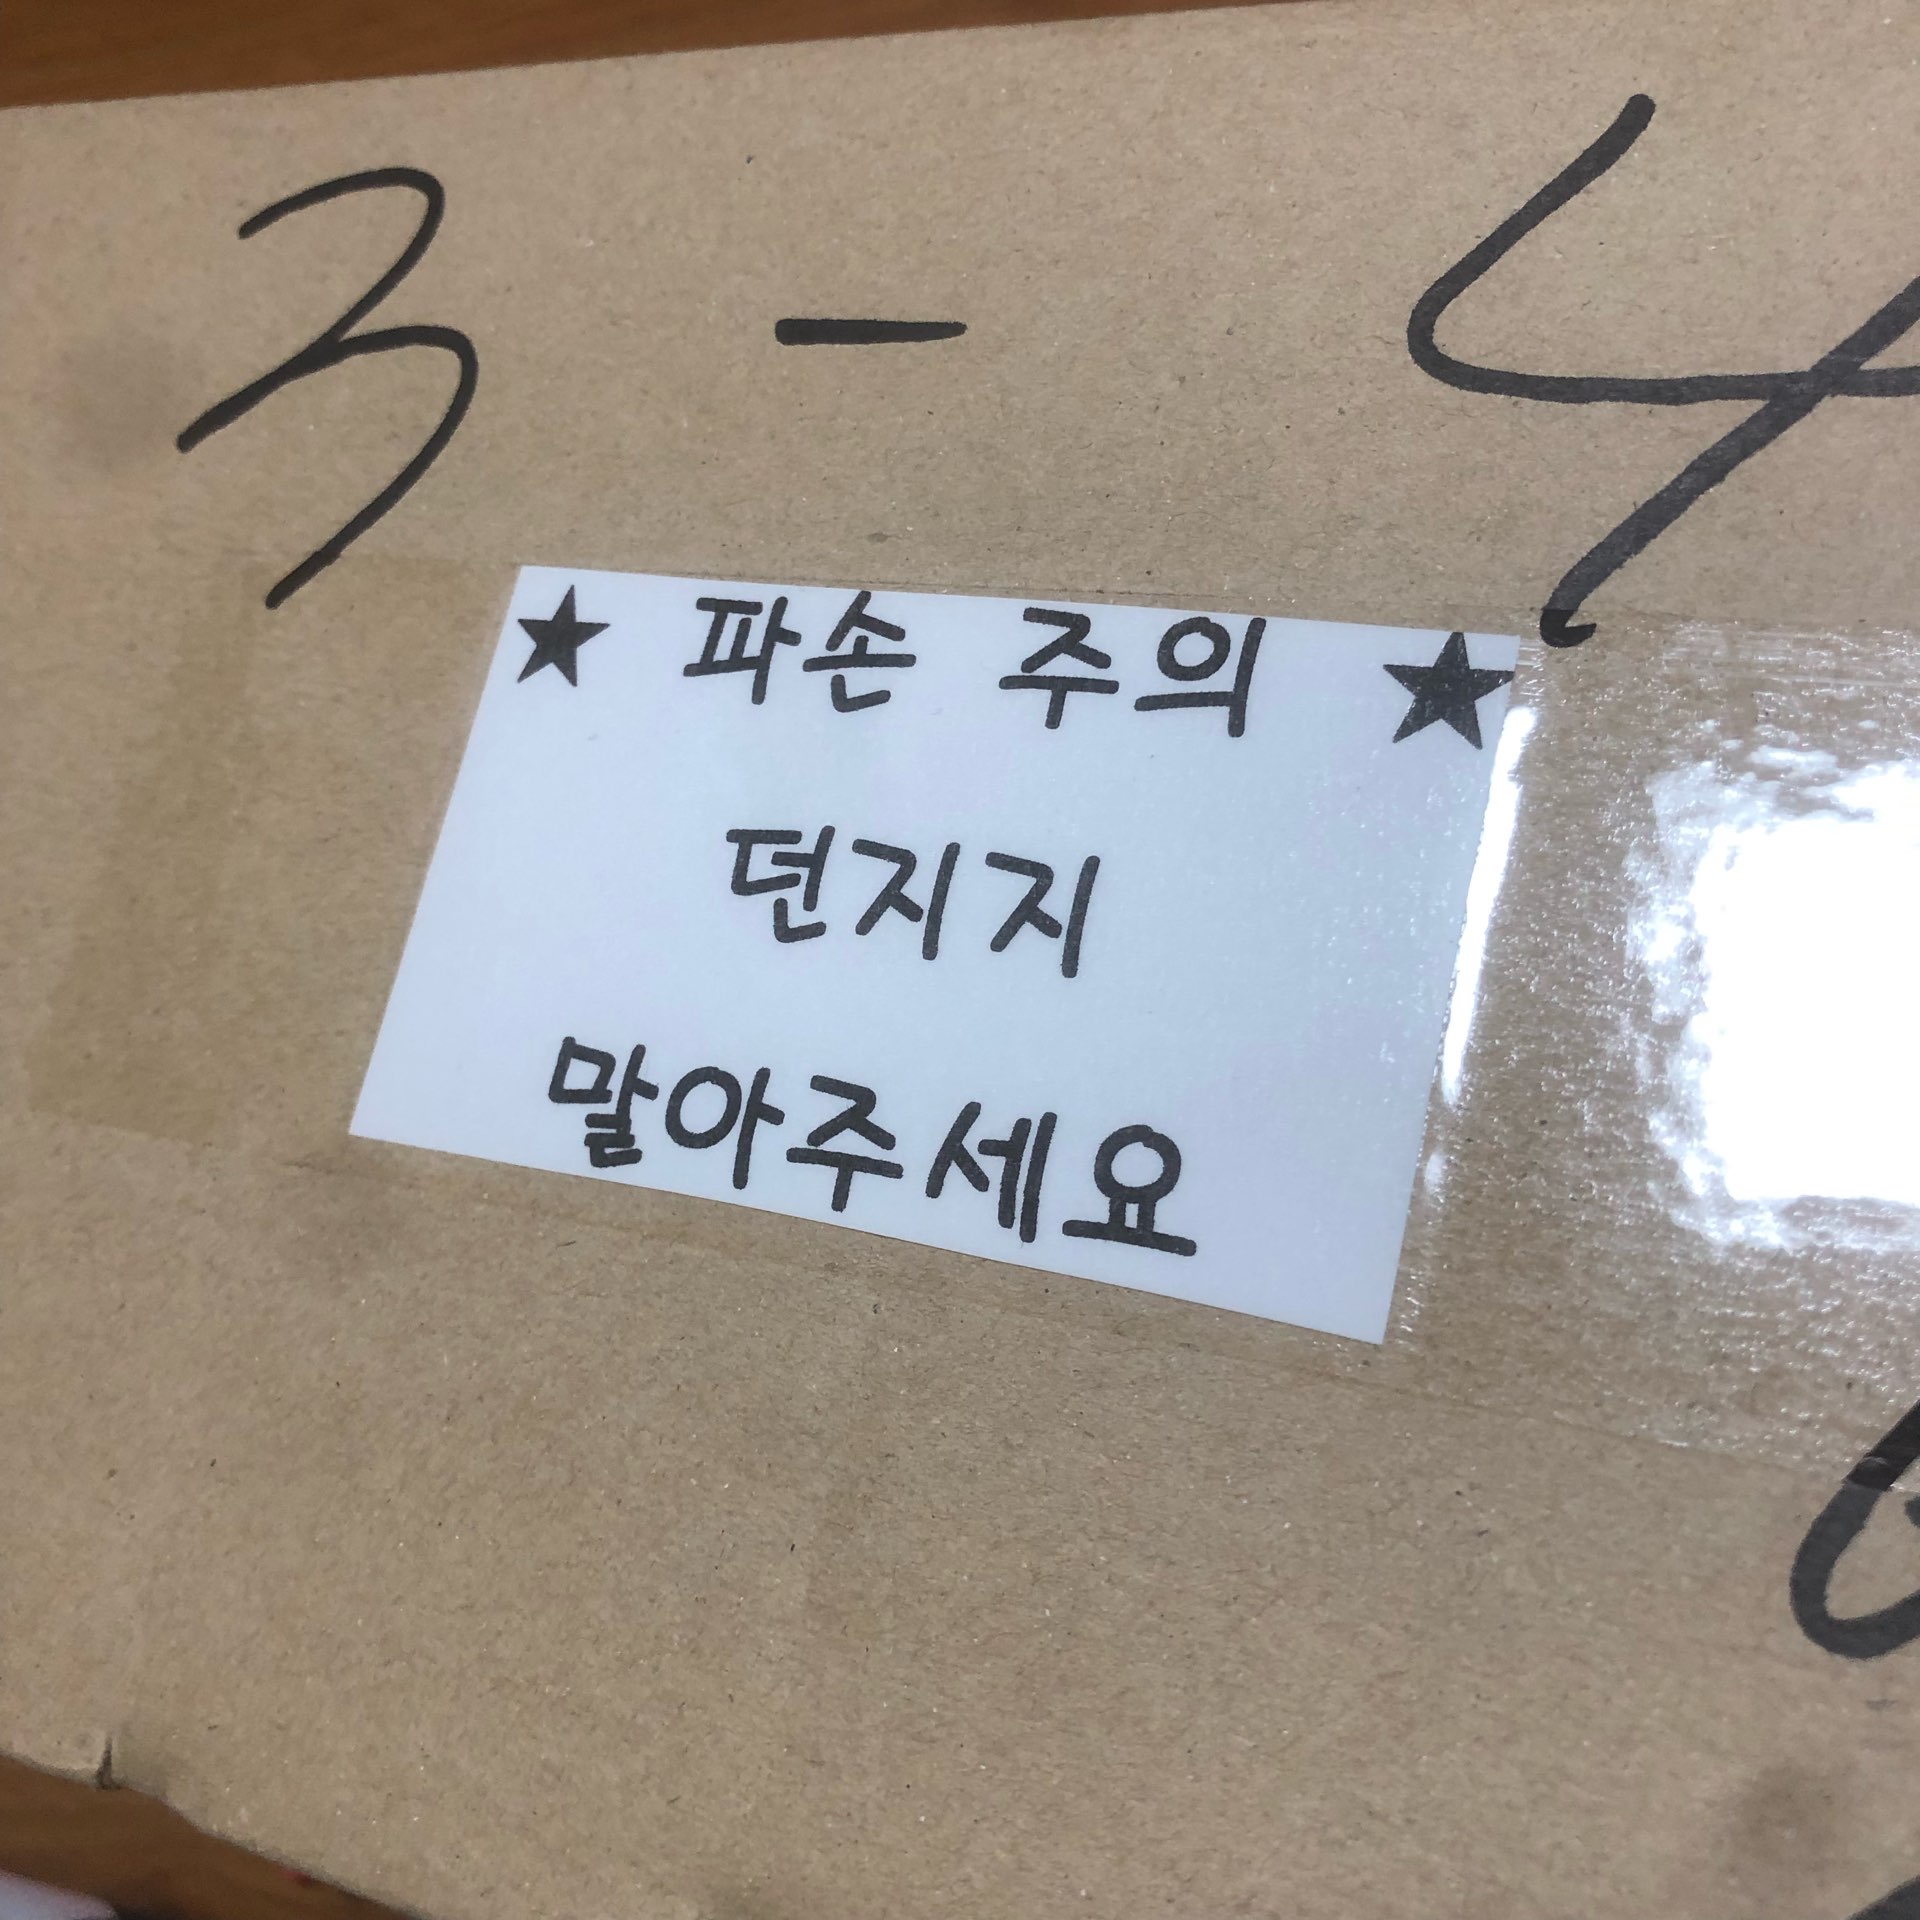 3 - 4
★ 파손 주의 ★
던지지
말아주세요